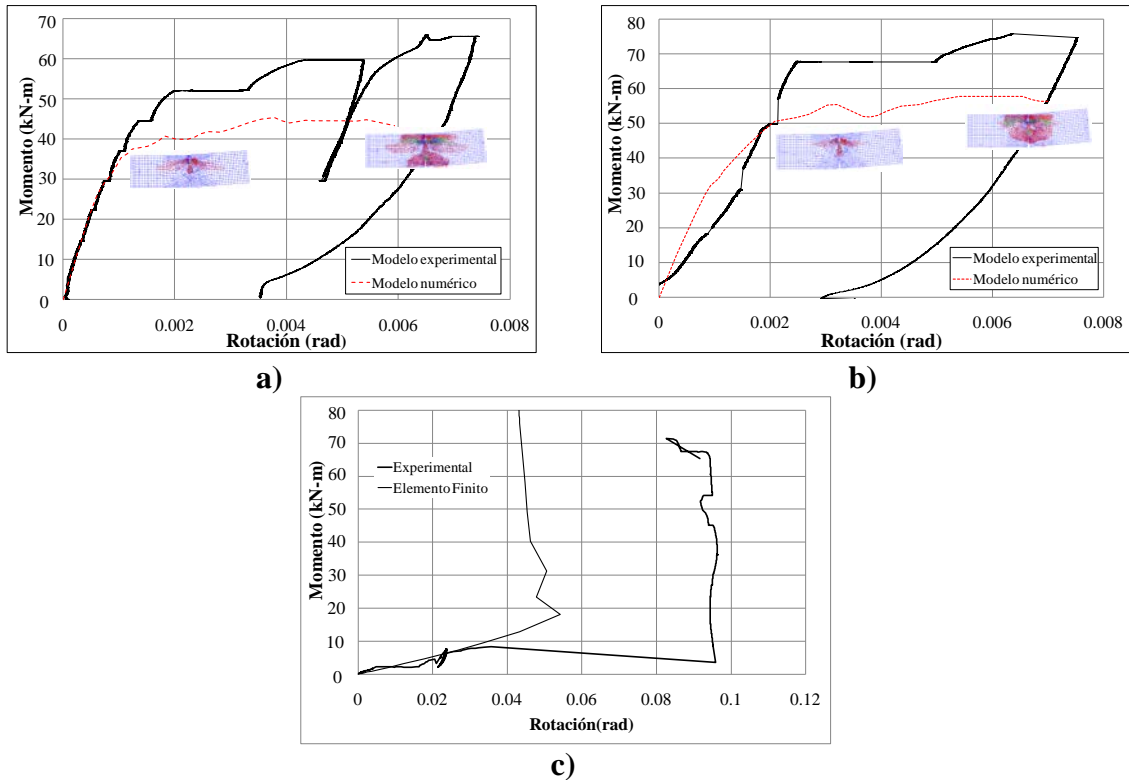 Momento (kN-m)
70
60
50
40
30
20
10
0
0 0.002 0.004 0.006 0.008
Rotación (rad)
Modelo experimental
Modelo numérico
a)
Momento (kN-m)
80
70
60
50
40
30
20
10
0
0 0.002 0.004 0.006 0.008
Rotación (rad)
Modelo experimental
Modelo numérico
b)
Momento (kN-m)
80
70
60
50
40
30
20
10
0
0 0.02 0.04 0.06 0.08 0.1 0.12
Rotación(rad)
Experimental
Elemento Finito
c)